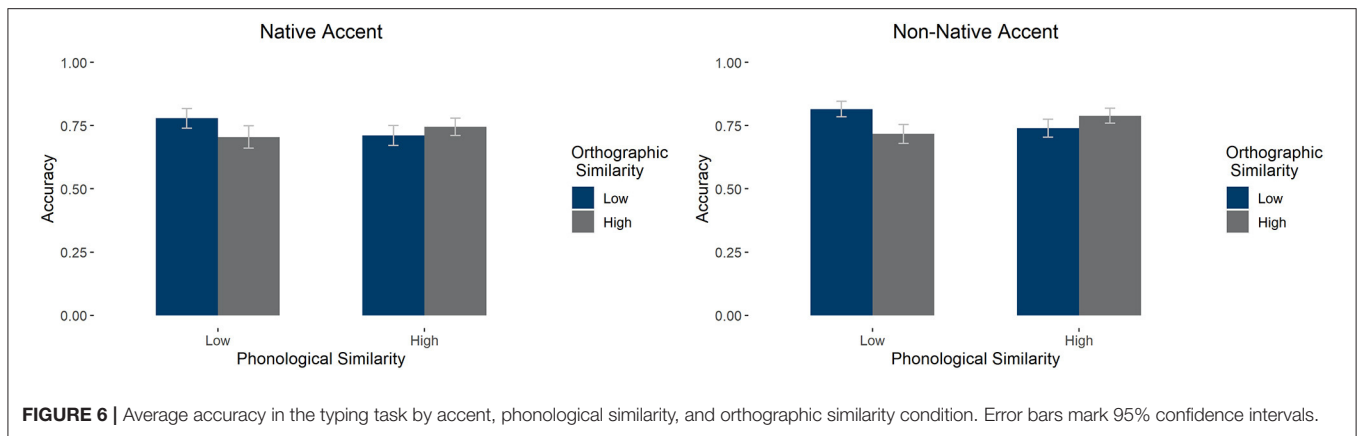 Native Accent
1.00
0.75
0.50
0.25
0.00
Accuracy
Low
High
Phonological Similarity
Orthographic
Similarity
Low
High
Non-Native Accent
1.00
0.75
0.50
0.25
0.00
Accuracy
Low
High
Phonological Similarity
Orthographic
Similarity
Low
High
FIGURE 6 | Average accuracy in the typing task by accent, phonological similarity, and orthographic similarity condition. Error bars mark 95% confidence intervals.